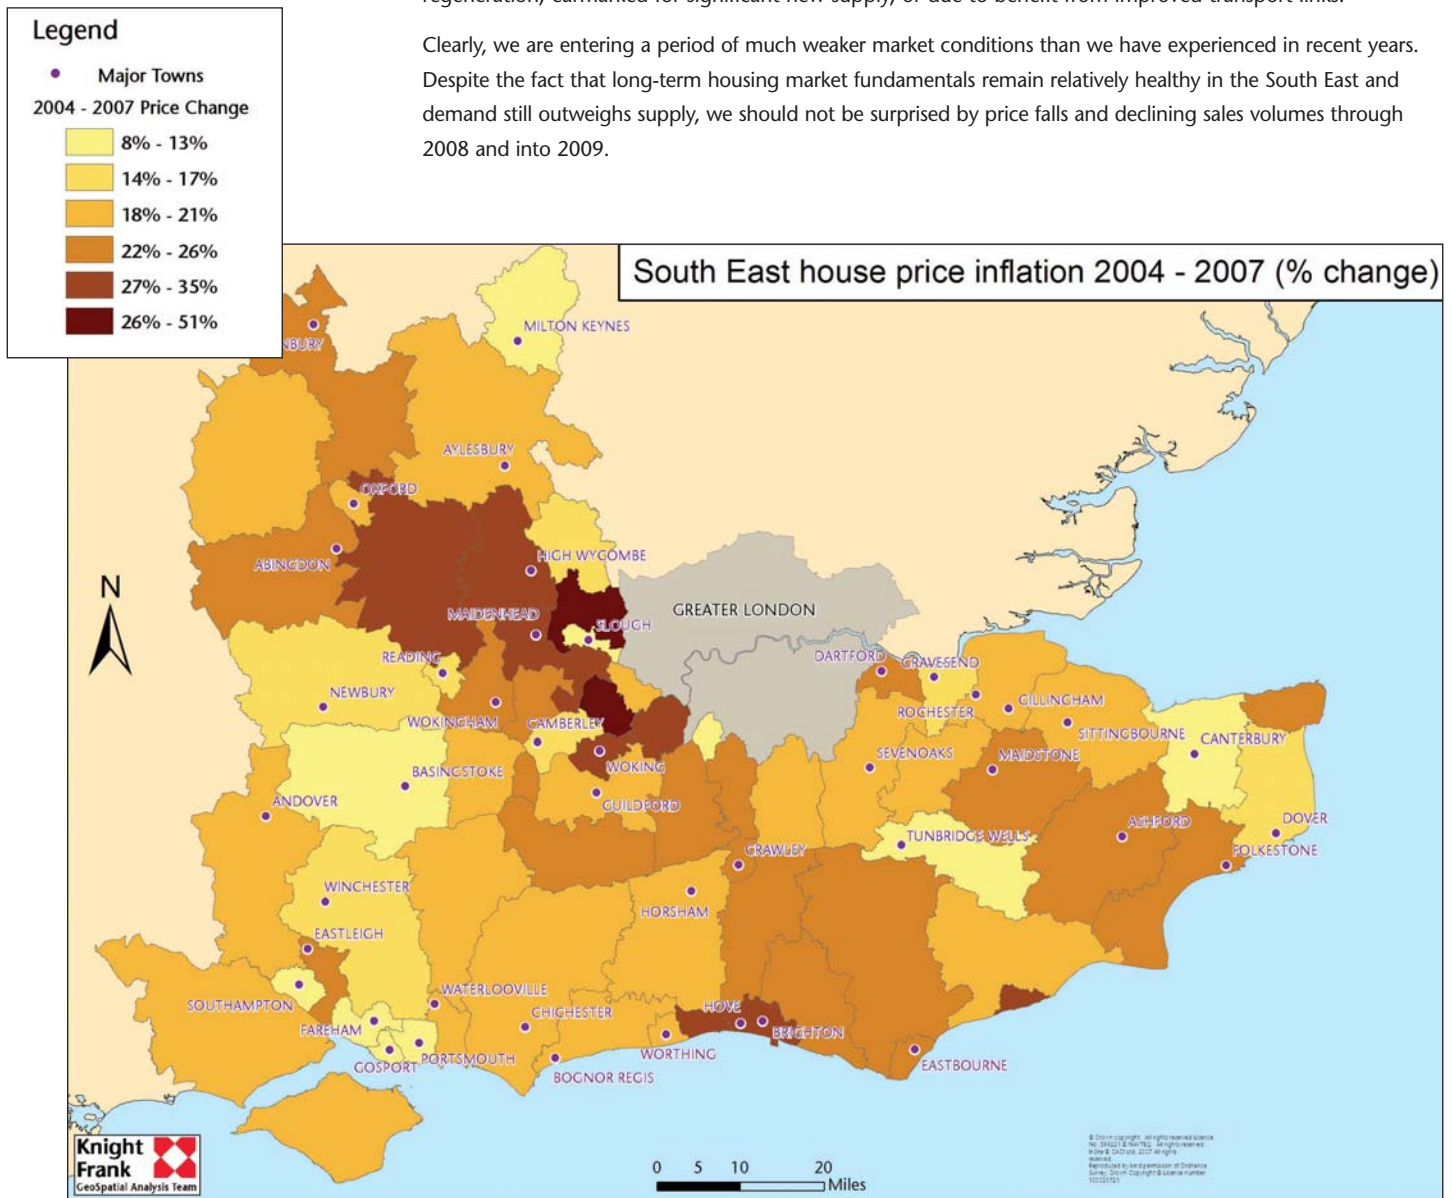 Clearly, we are entering a period of much weaker market conditions than we have experienced in recent years.
Despite the fact that long-term housing market fundamentals remain relatively healthy in the South East and
demand still outweighs supply, we should not be surprised by price falls and declining sales volumes through
2008 and into 2009.
Legend
Major Towns
2004 - 2007 Price Change
8% - 13%
14% - 17%
18% - 21%
22% - 26%
27% - 35%
26% - 51%
South East house price inflation 2004 - 2007 (% change)
MILTON KEYNES
NBURY
AYLESBURY
OXFORD
ABINGDON
HIGH WYCOMBE
MAIDENHEAD
SLOUGH
GREATER LONDON
N
READING
NEWBURY
WOKINGHAM
CAMBERLEY
WOKING
GUILDFORD
BASINGSTOKE
ANDOVER
DARTFORD
GRAVESEND
ROCHESTER
GILLINGHAM
SITTINGBOURNE
CANTERBURY
SEVENOAKS
MAIDSTONE
TUNBRIDGE WELLS
ASHFORD
DOVER
FOLKESTONE
CRAWLEY
HORSHAM
WINCHESTER
EASTLEIGH
SOUTHAMPTON
WATERLOOVILLE
FAREHAM
GOSPORT
PORTSMOUTH
CHICHESTER
BOGNOR REGIS
WORTHING
HOVE
BRIGHTON
EASTBOURNE
Knight
Frank
GeoSpatial Analysis Team
0 5 10 20
Miles